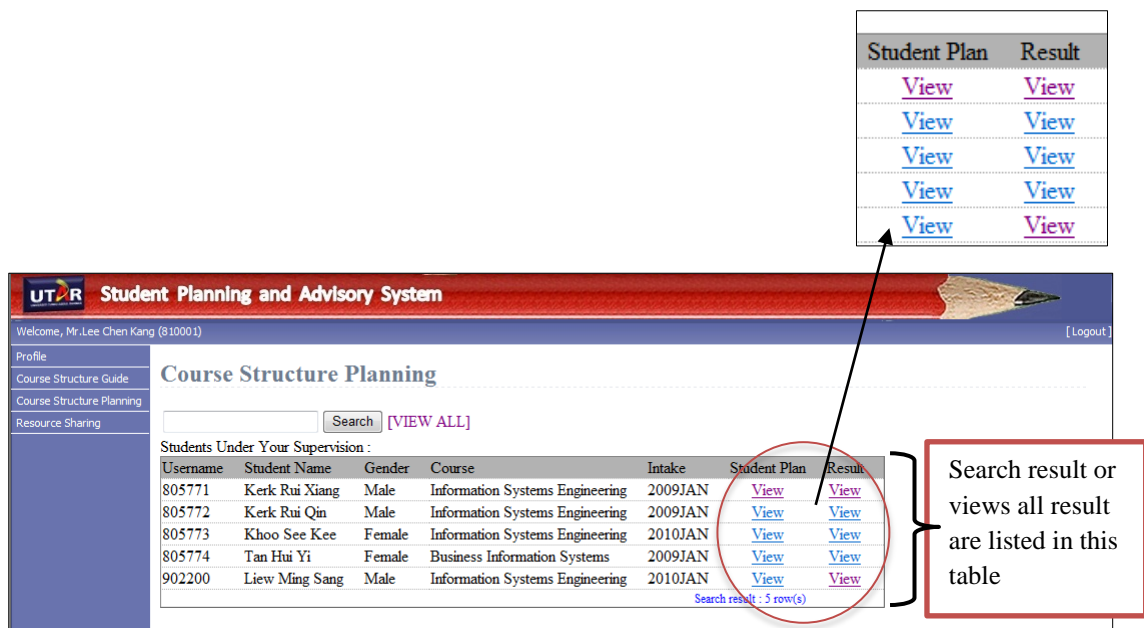 Student Plan Result
View View
View View
View View
View View
View View
UTAR Student Planning and Advisory System
Welcome, Mr.Lee Chen Kang (810001) [ Logout ]
Profile
Course Structure Guide
Course Structure Planning
Resource Sharing
Course Structure Planning
Search [VIEW ALL]
Students Under Your Supervision :
Username Student Name Gender Course Intake Student Plan Result
805771 Kerk Rui Xiang Male Information Systems Engineering 2009JAN View View
805772 Kerk Rui Qin Male Information Systems Engineering 2009JAN View View
805773 Khoo See Kee Female Information Systems Engineering 2010JAN View View
805774 Tan Hui Yi Female Business Information Systems 2009JAN View View
902200 Liew Ming Sang Male Information Systems Engineering 2010JAN View View
Search result : 5 row(s)
Search result or
views all result
are listed in this
table